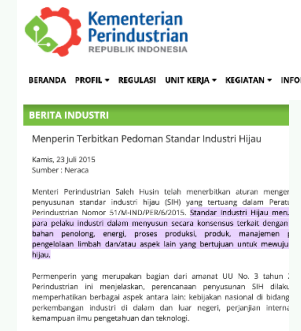 Kementerian
Perindustrian
REPUBLIK INDONESIA
BERANDA PROFIL REGULASI UNIT KERJA KEGIATAN INFO
BERITA INDUSTRI
Menperin Terbitkan Pedoman Standar Industri Hijau
Kamis, 23 Juli 2015
Sumber : Neraca
Menteri Perindustrian Saleh Husin telah menerbitkan aturan menger
penyusunan standar industri hijau (SIH) yang tertuang dalam Peratu
Perindustrian Nomor 51/M-IND/PER/6/2015. Standar Industri Hijau meru
para pelaku industri dalam menyusun secara konsensus terkait dengan
bahan penolong, energi, proses produksi, produk, manajemen
pengelolaan limbah dan/atau aspek lain yang bertujuan untuk mewuju
hijau.
Permenperin yang merupakan bagian dari amanat UU No. 3 tahun
Perindustrian ini menjelaskan, perencanaan penyusunan SIH dilaku
memperhatikan berbagai aspek antara lain: kebijakan nasional di bidang
perkembangan industri di dalam dan luar negeri, perjanjian interna
kemampuan ilmu pengetahuan dan teknologi.